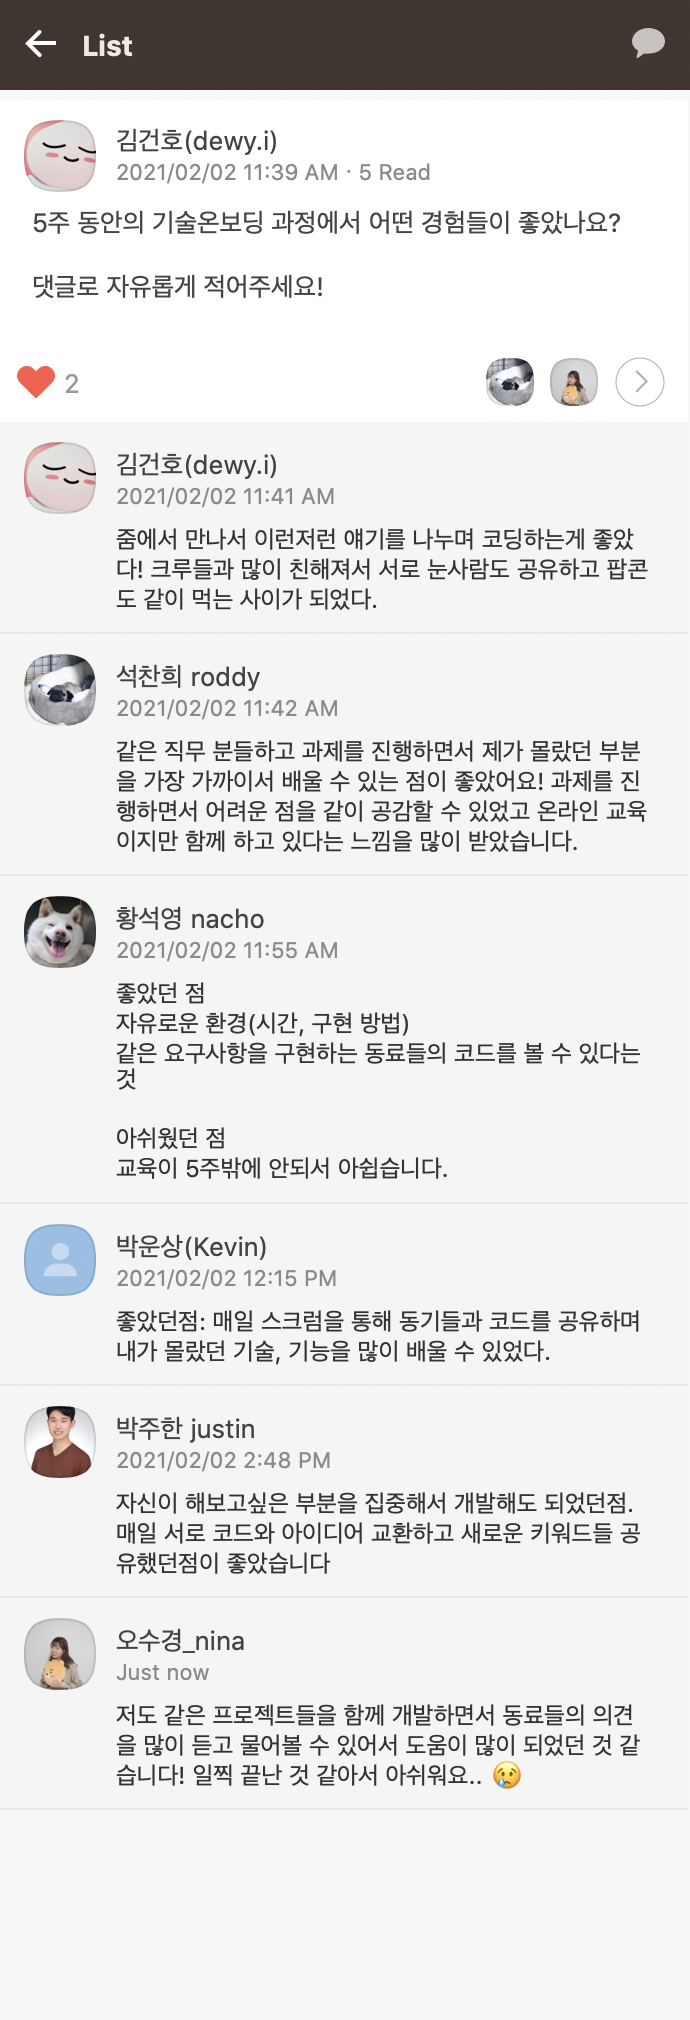 List
김건호(dewy.i)
2021/02/02 11:39 AM · 5 Read
5주 동안의 기술온보딩 과정에서 어떤 경험들이 좋았나요?
댓글로 자유롭게 적어주세요!
2
김건호(dewy.i)
2021/02/02 11:41 AM
줌에서 만나서 이런저런 얘기를 나누며 코딩하는게 좋았
다! 크루들과 많이 친해져서 서로 눈사람도 공유하고 팝콘
도 같이 먹는 사이가 되었다.
석찬희 roddy
2021/02/02 11:42 AM
같은 직무 분들하고 과제를 진행하면서 제가 몰랐던 부분
을 가장 가까이서 배울 수 있는 점이 좋았어요! 과제를 진
행하면서 어려운 점을 같이 공감할 수 있었고 온라인 교육
이지만 함께 하고 있다는 느낌을 많이 받았습니다.
황석영 nacho
2021/02/02 11:55 AM
좋았던 점
자유로운 환경(시간, 구현 방법)
같은 요구사항을 구현하는 동료들의 코드를 볼 수 있다는
것
아쉬웠던 점
교육이 5주밖에 안되서 아쉽습니다.
박운상(Kevin)
2021/02/02 12:15 PM
좋았던점: 매일 스크럼을 통해 동기들과 코드를 공유하며
내가 몰랐던 기술, 기능을 많이 배울 수 있었다.
박주한 justin
2021/02/02 2:48 PM
자신이 해보고싶은 부분을 집중해서 개발해도 되었던점.
매일 서로 코드와 아이디어 교환하고 새로운 키워드들 공
유했던점이 좋았습니다
오수경_nina
Just now
저도 같은 프로젝트들을 함께 개발하면서 동료들의 의견
을 많이 듣고 물어볼 수 있어서 도움이 많이 되었던 것 같
습니다! 일찍 끝난 것 같아서 아쉬워요.. 😢